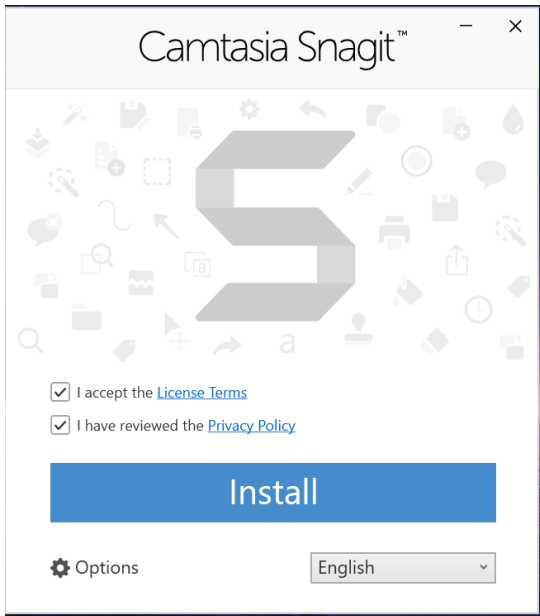 Camtasia Snagit™
a
a
I accept the License Terms
I have reviewed the Privacy Policy
Install
Options
English